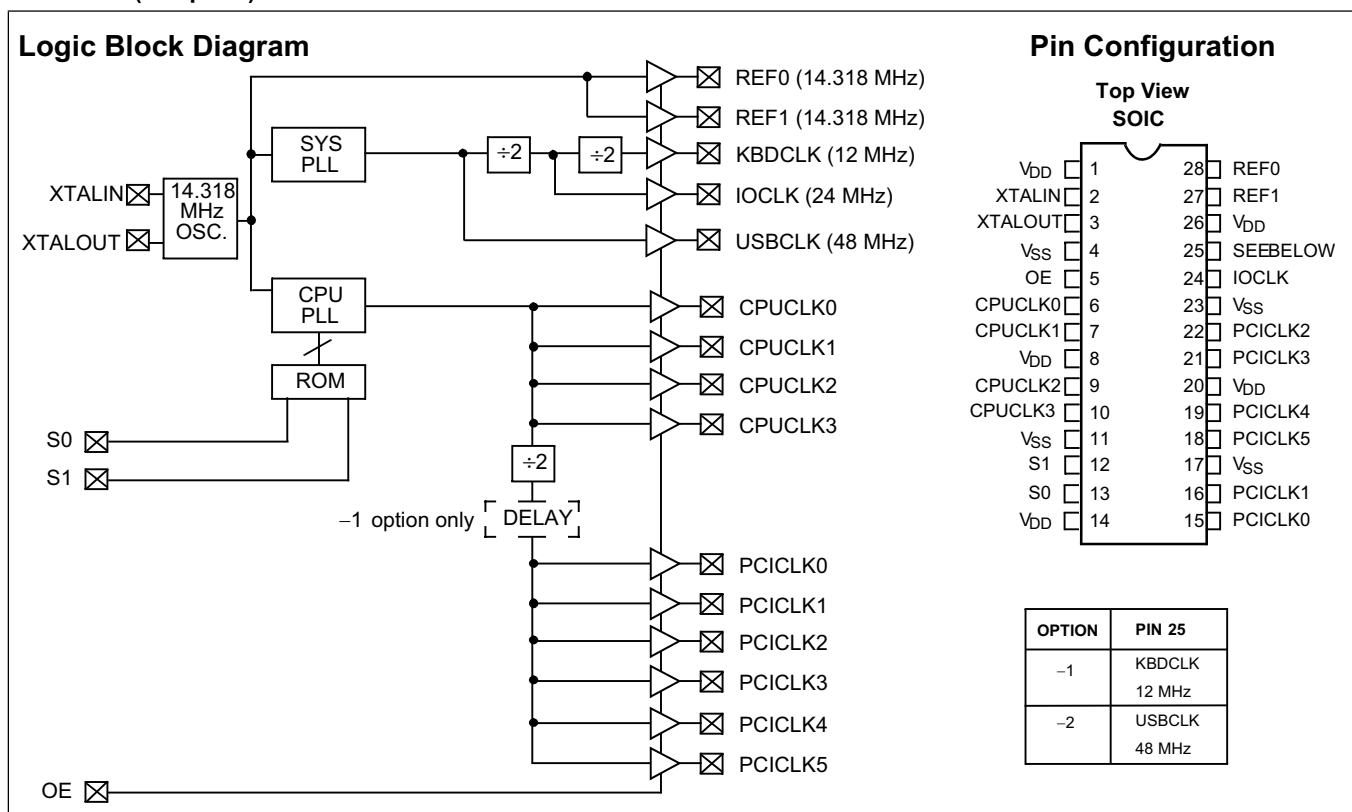 Logic Block Diagram
REF0 (14.318 MHz)
REF1 (14.318 MHz)
SYS
PLL
÷2
÷2
KBDCLK (12 MHz)
IOCLK (24 MHz)
USBCLK (48 MHz)
XTALIN
XTALOUT
14.318
MHz
OSC.
CPU
PLL
ROM
CPUCLK0
CPUCLK1
CPUCLK2
CPUCLK3
S0
S1
÷2
–1 option only
DELAY
PCICLK0
PCICLK1
PCICLK2
PCICLK3
PCICLK4
PCICLK5
OE
Pin Configuration
Top View
SOIC
VDD 1 28 REF0
XTALIN 2 27 REF1
XTALOUT 3 26 VDD
VSS 4 25 SEEBELOW
OE 5 24 IOCLK
CPUCLK0 6 23 VSS
CPUCLK1 7 22 PCICLK2
VDD 8 21 PCICLK3
CPUCLK2 9 20 VDD
CPUCLK3 10 19 PCICLK4
VSS 11 18 PCICLK5
S1 12 17 VSS
S0 13 16 PCICLK1
VDD 14 15 PCICLK0
OPTION PIN 25
–1 KBDCLK
12 MHz
–2 USBCLK
48 MHz